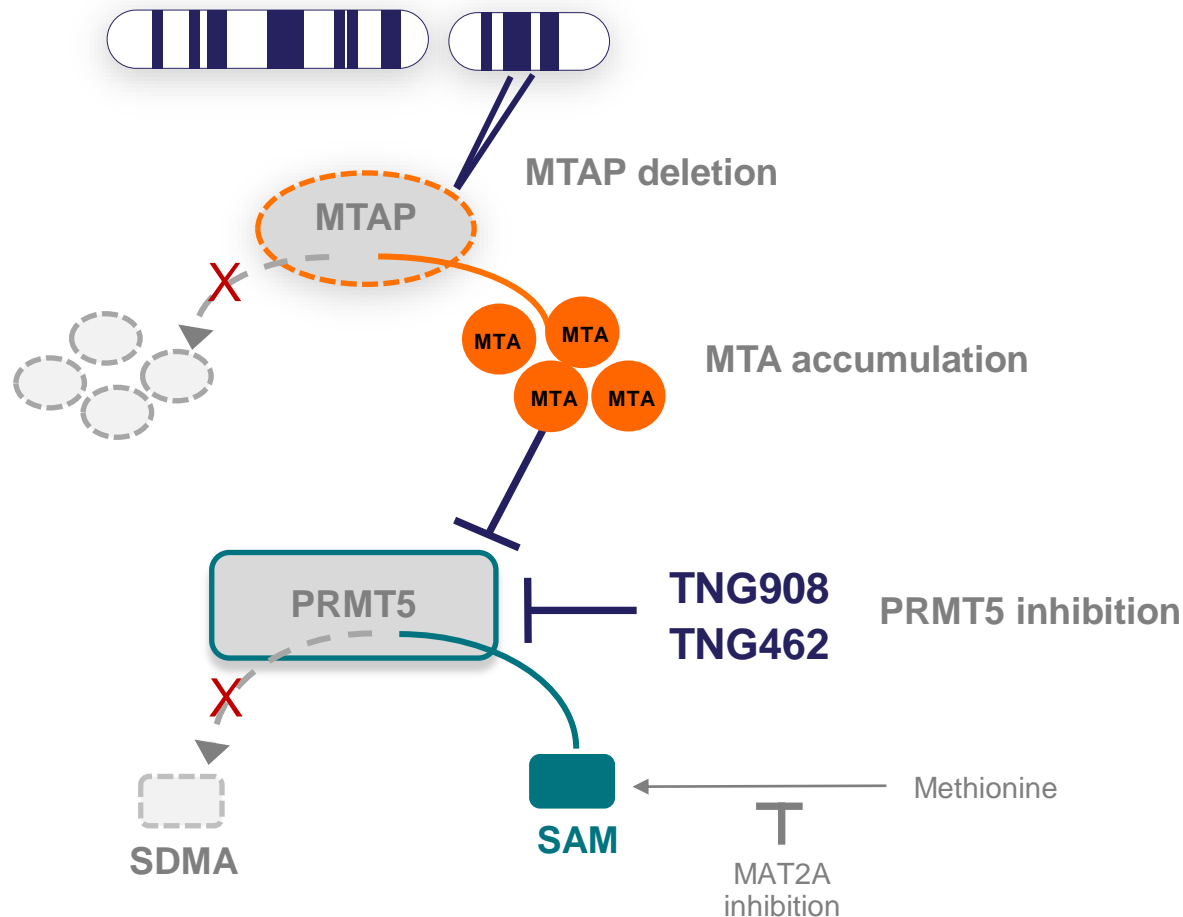 MTAP deletion
MTAP
X
MTA
MTA
MTA
MTA
MTA accumulation
PRMT5
TNG908
TNG462
PRMT5 inhibition
X
SDMA
SAM
Methionine
MAT2A
inhibition